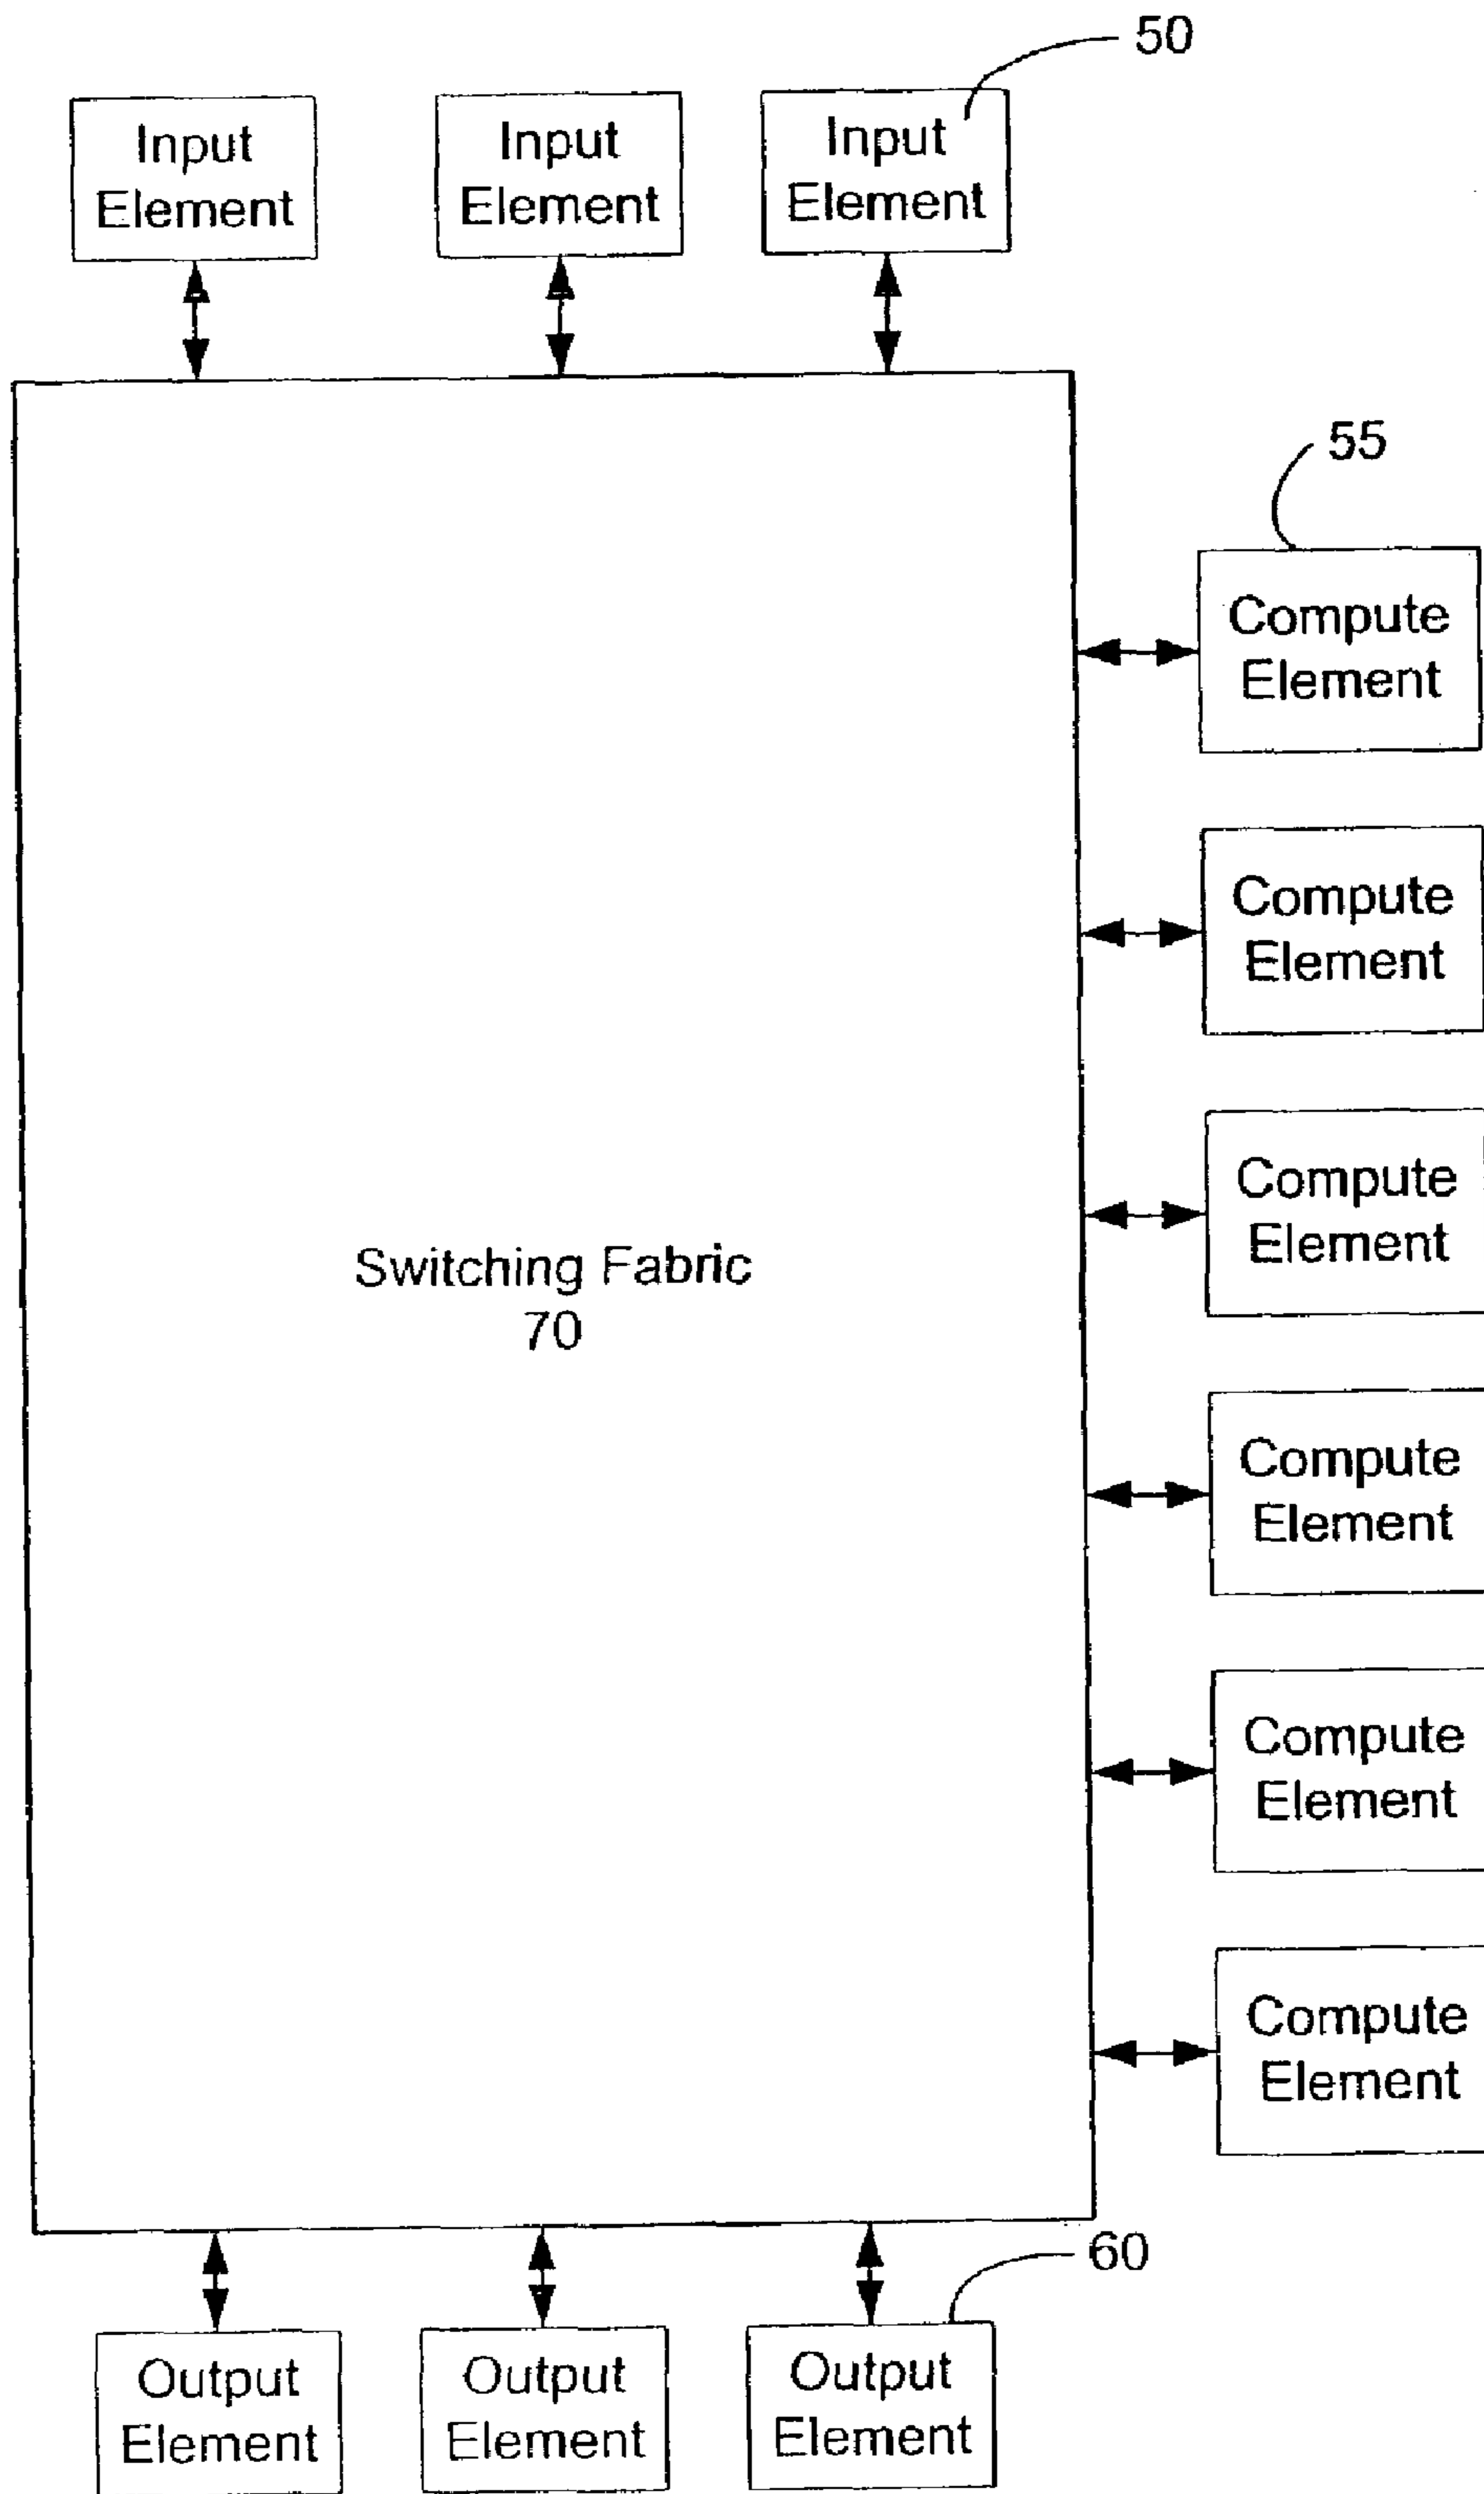 50
Input
Element
Input
Element
Input
Element
55
Compute
Element
Compute
Element
Compute
Element
Switching Fabric
70
Compute
Element
Compute
Element
Compute
Element
60
Output
Element
Output
Element
Output
Element